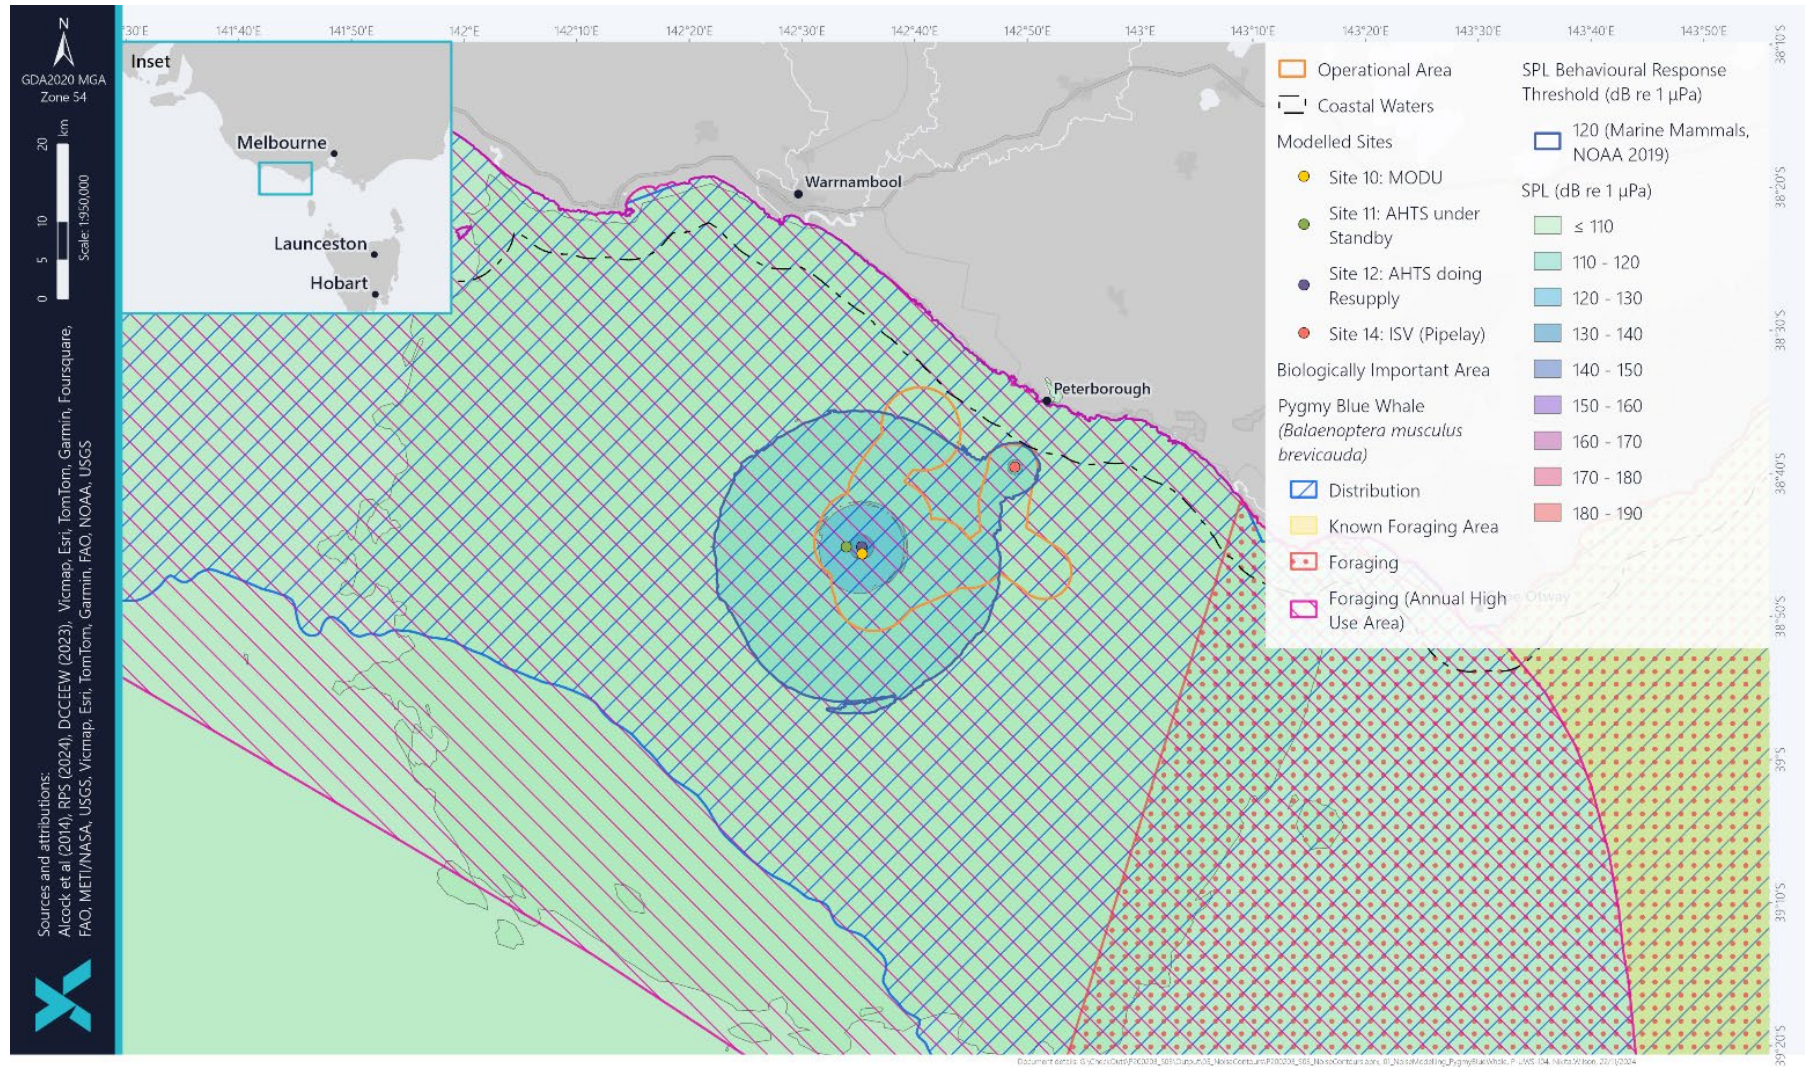 N
GDA2020 MGA
Zone 54
0 5 10 20 km
Scale: 1:950,000
Sources and attributions:
Alcock et al (2014), RPS (2024), DCCEEW (2023), Vicmap, Esri, TomTom, Garmin, Foursquare,
FAO, METI/NASA, USGS, Vicmap, Esri, TomTom, Garmin, FAO, NOAA, USGS
30'E 141°40'E 141°50'E 142°E 142°10'E 142°20'E 142°30'E 142°40'E 142°50'E 143°E 143°10'E 143°20'E 143°30'E 143°40'E 143°50'E
Inset
Melbourne
Launceston
Hobart
Warrnambool
Peterborough
Operational Area
Coastal Waters
Modelled Sites
Site 10: MODU
Site 11: AHTS under
Standby
Site 12: AHTS doing
Resupply
Site 14: ISV (Pipelay)
Biologically Important Area
Pygmy Blue Whale
(Balaenoptera musculus
brevicauda)
Distribution
Known Foraging Area
Foraging
Foraging (Annual High
Use Area)
SPL Behavioural Response
Threshold (dB re 1 µPa)
120 (Marine Mammals,
NOAA 2019)
SPL (dB re 1 µPa)
≤ 110
110 - 120
120 - 130
130 - 140
140 - 150
150 - 160
160 - 170
170 - 180
180 - 190
Otway
38°10'S
38°20'S
38°30'S
38°40'S
38°50'S
39°S
39°10'S
39°20'S